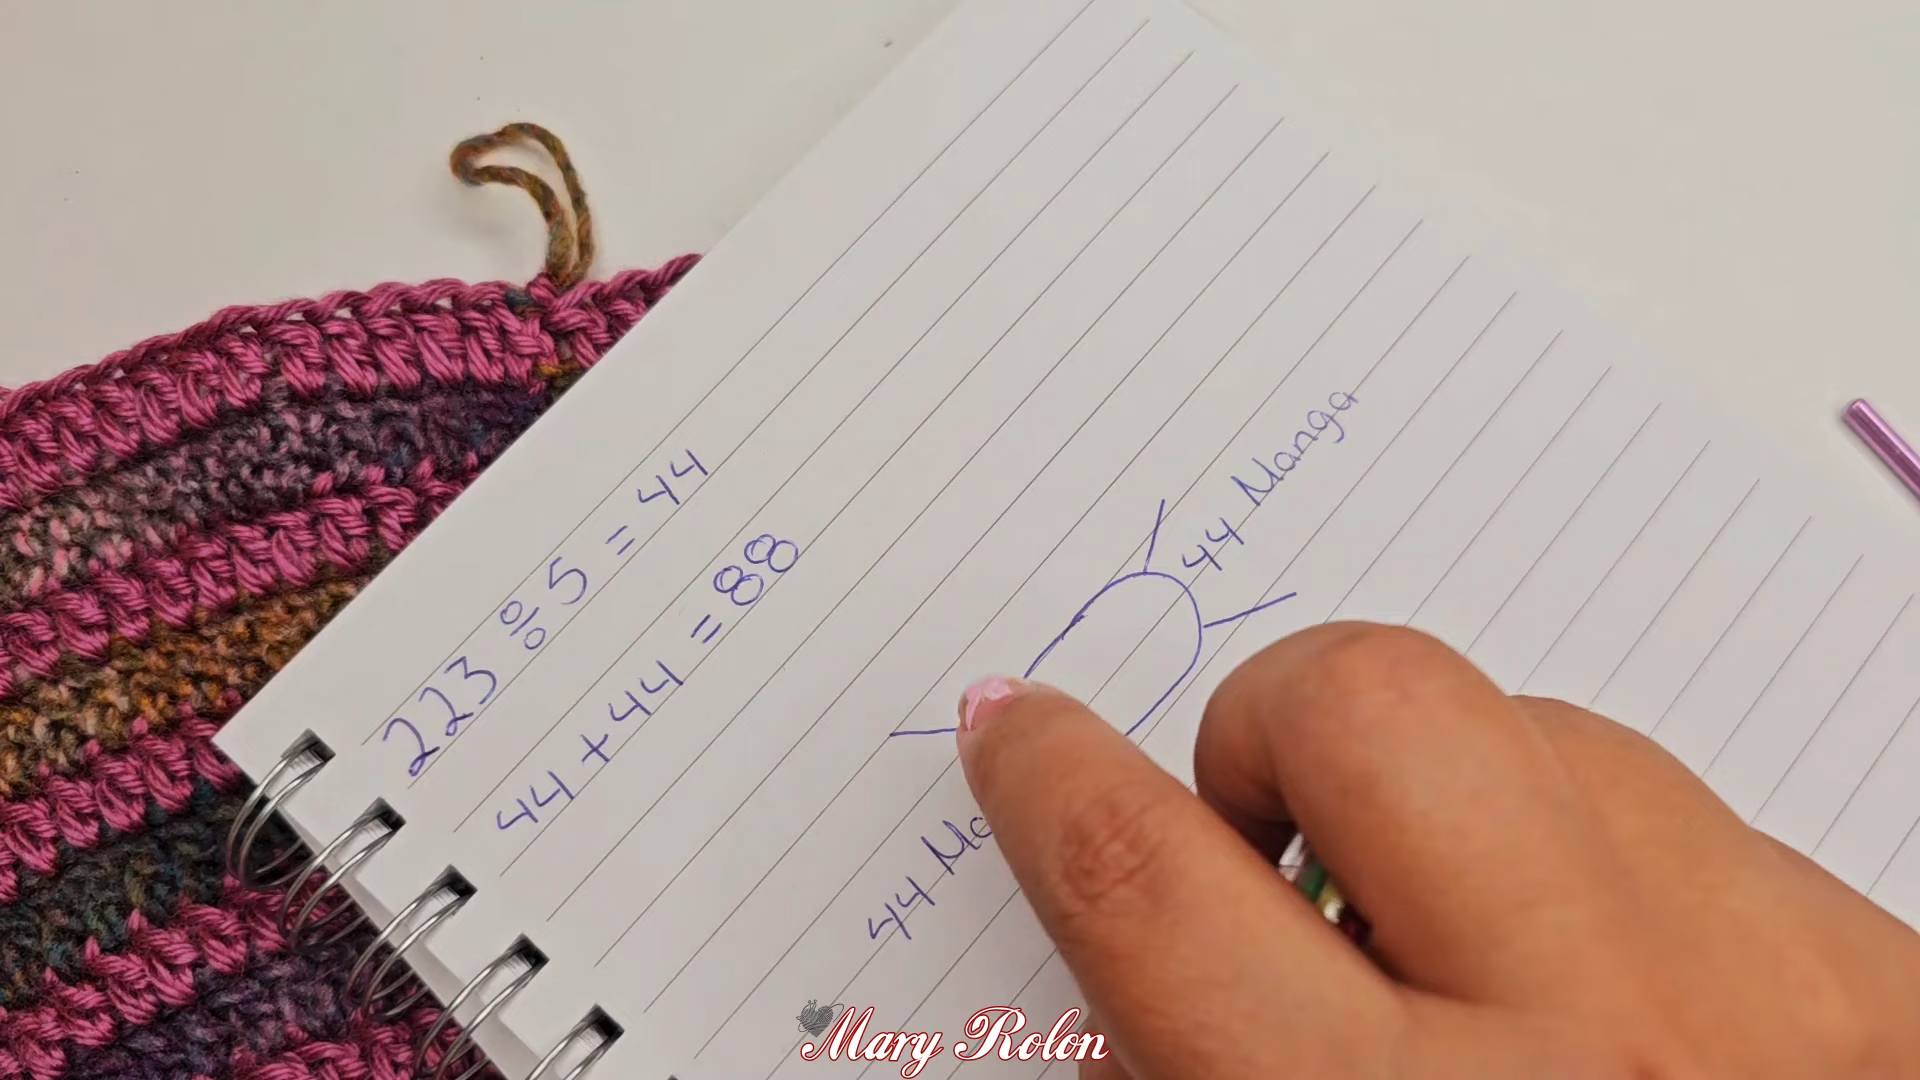 223 ÷ 5 = 44
44 + 44 = 88
44 Manga
44
Mary Rolon